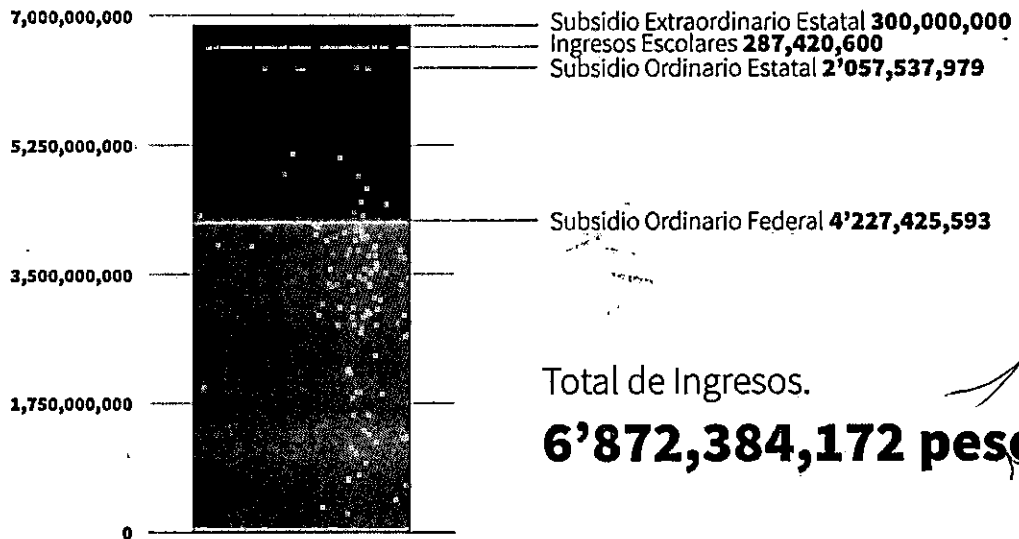 7,000,000,000
Subsidio Extraordinario Estatal 300,000,000
Ingresos Escolares 287,420,600
Subsidio Ordinario Estatal 2’057,537,979
5,250,000,000
Subsidio Ordinario Federal 4’227,425,593
3,500,000,000
Total de Ingresos.
1,750,000,000
6’872,384,172 peso
0